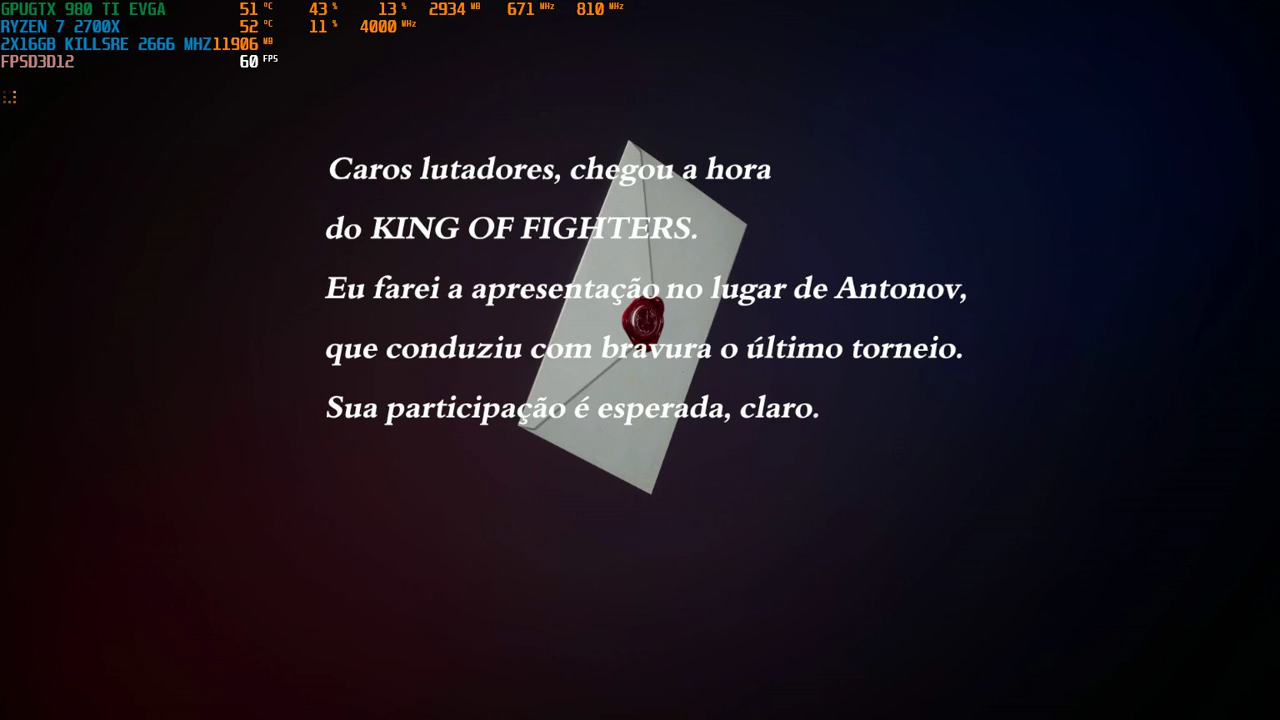 GPUGTX 980 TI EVGA 51 °C 43 % 13 % 2934 MB 671 MHz 810 MHz
RYZEN 7 2700X 52 °C 11 % 4000 MHz
2X16GB KILLSRE 2666 MHZ11906 MB
FPSD3D12 60 FPS
Caros lutadores, chegou a hora
do KING OF FIGHTERS.
Eu farei a apresentação no lugar de Antonov,
que conduziu com bravura o último torneio.
Sua participação é esperada, claro.